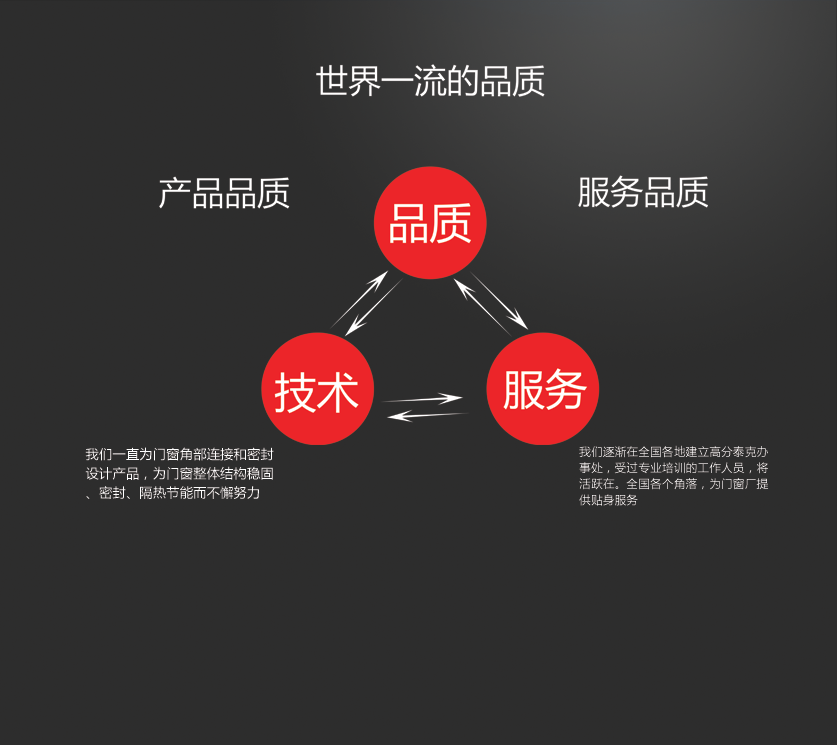 世界一流的品质
产品品质
服务品质
品质
技术
服务
我们一直为门窗角部连接和密封
设计产品，为门窗整体结构稳固
、密封、隔热节能而不懈努力
我们逐渐在全国各地建立高分泰克办
事处，受过专业培训的工作人员，将
活跃在。全国各个角落，为门窗厂提
供贴身服务